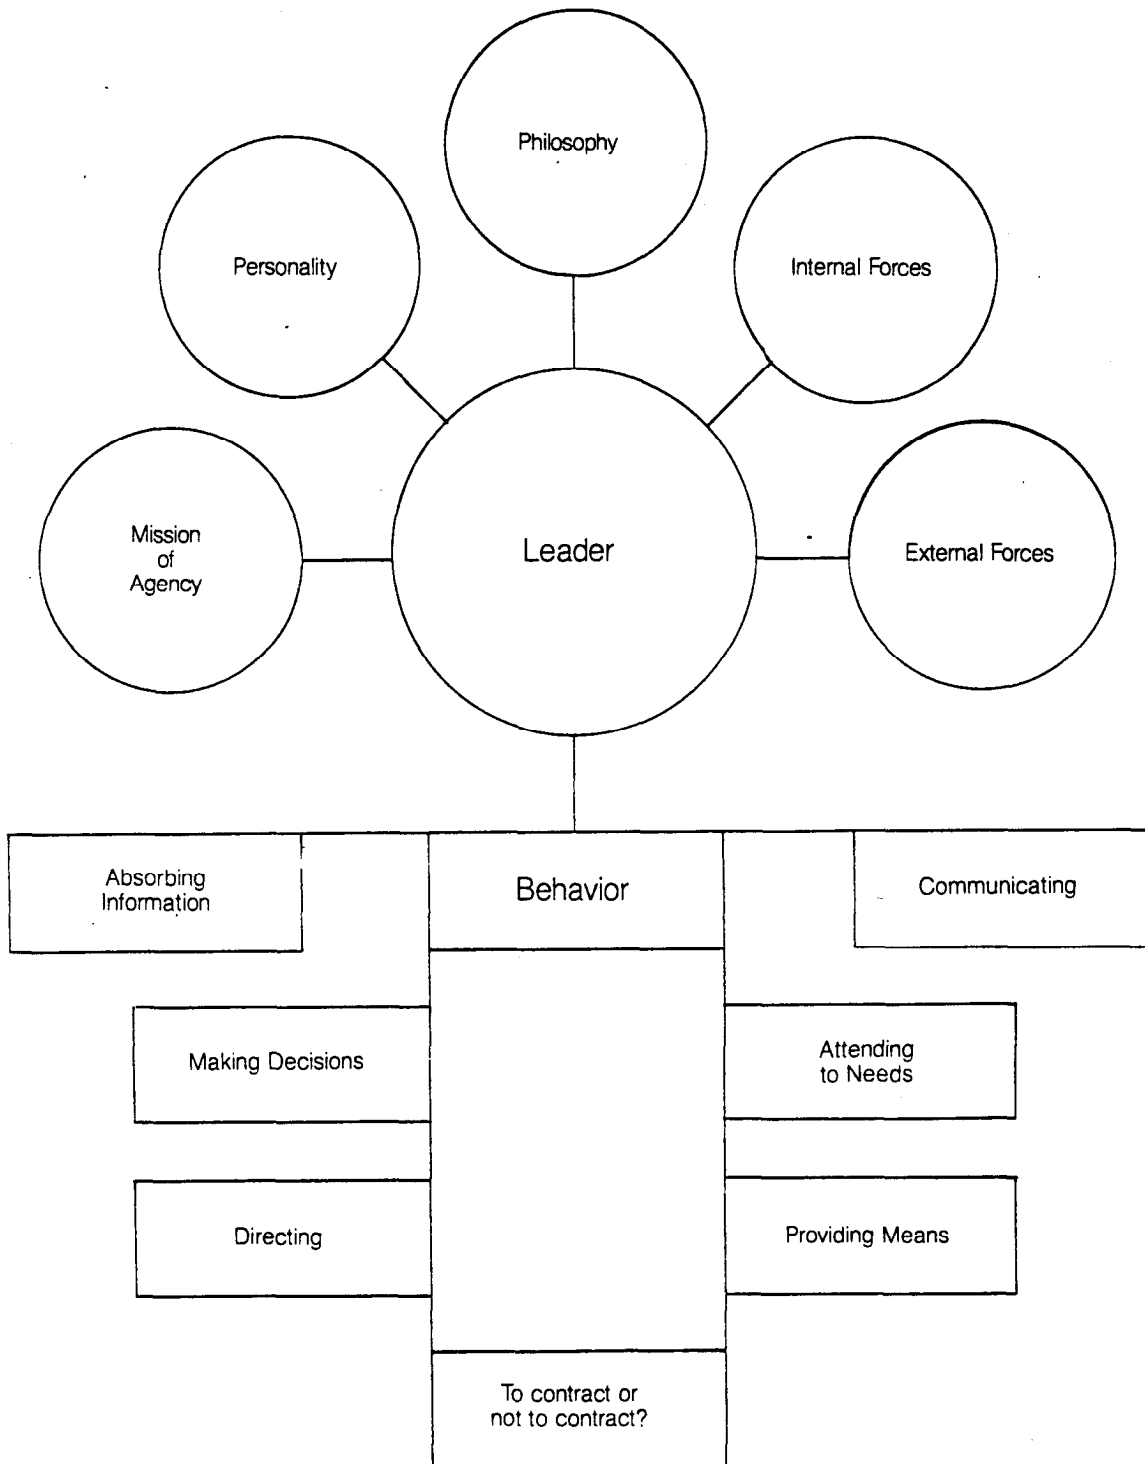 Philosophy
Personality
Internal Forces
Mission
of
Agency
Leader
External Forces
Absorbing
Information
Behavior
Communicating
Making Decisions
Attending
to Needs
Directing
Providing Means
To contract or
not to contract?